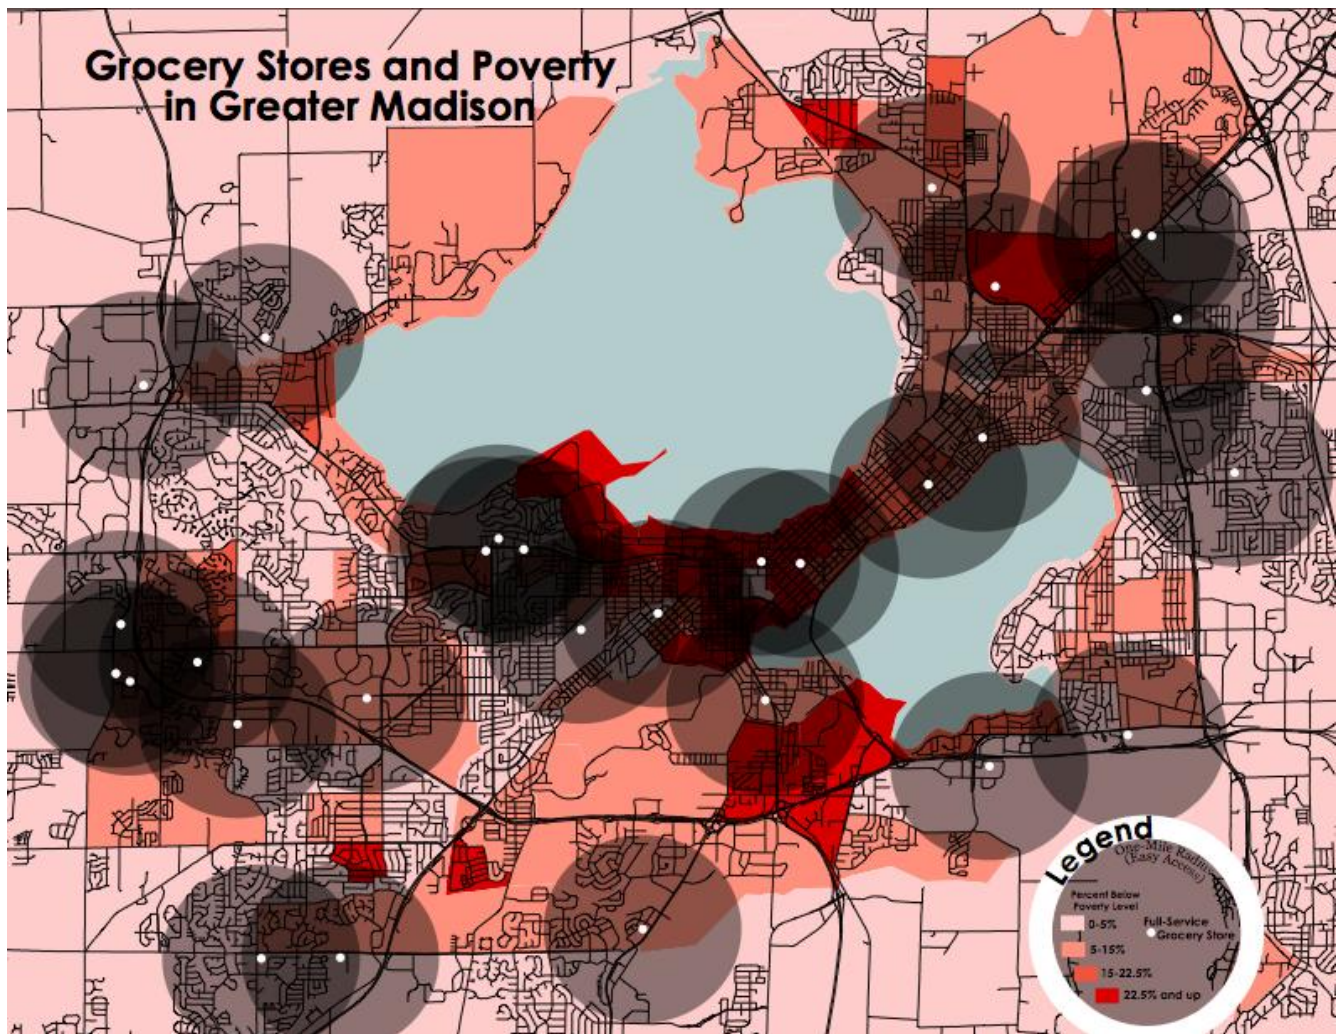 Grocery Stores and Poverty
in Greater Madison
Legend
One-Mile Radius
(Easy Access)
Percent Below
Poverty Level
0-5%
Full-Service
Grocery Store
5-15%
15-22.5%
22.5% and up